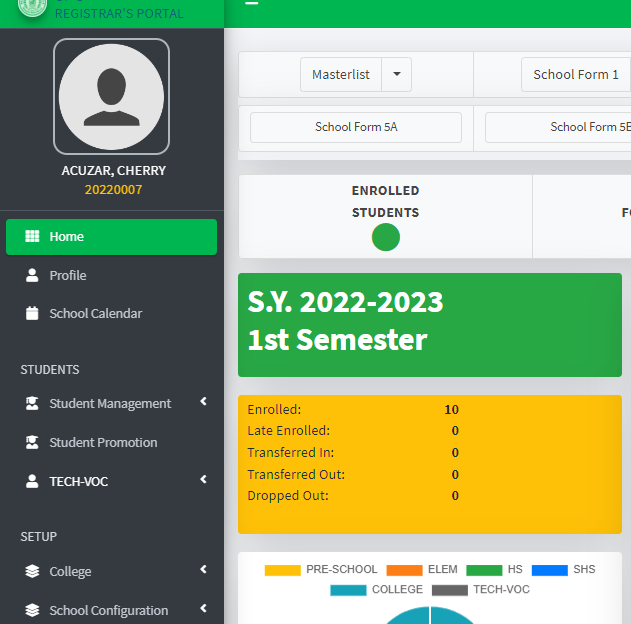 REGISTRAR'S PORTAL
ACUZAR, CHERRY
20220007
Home
Profile
School Calendar
STUDENTS
Student Management
Student Promotion
TECH-VOC
SETUP
College
School Configuration
Masterlist
School Form 1
School Form 5A
School Form 5B
ENROLLED
STUDENTS
S.Y. 2022-2023
1st Semester
Enrolled: 10
Late Enrolled: 0
Transferred In: 0
Transferred Out: 0
Dropped Out: 0
PRE-SCHOOL ELEM HS SHS
COLLEGE TECH-VOC